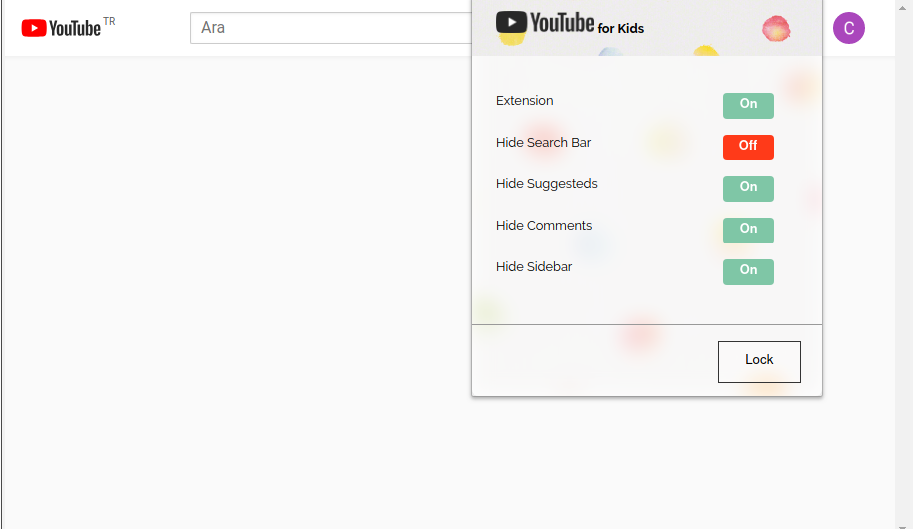 YouTube TR
Ara
YouTube for Kids
C
Extension On
Hide Search Bar Off
Hide Suggesteds On
Hide Comments On
Hide Sidebar On
Lock